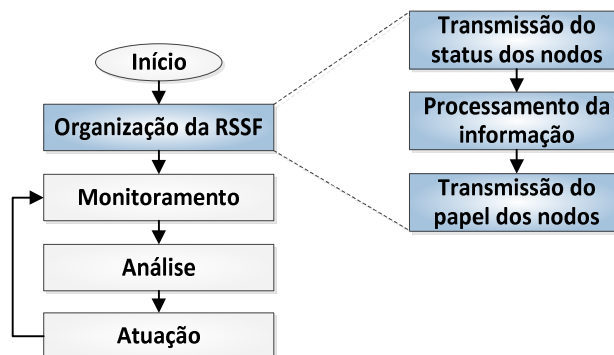 Início
Organização da RSSF
Monitoramento
Análise
Atuação
Transmissão do
status dos nodos
Processamento da
informação
Transmissão do
papel dos nodos